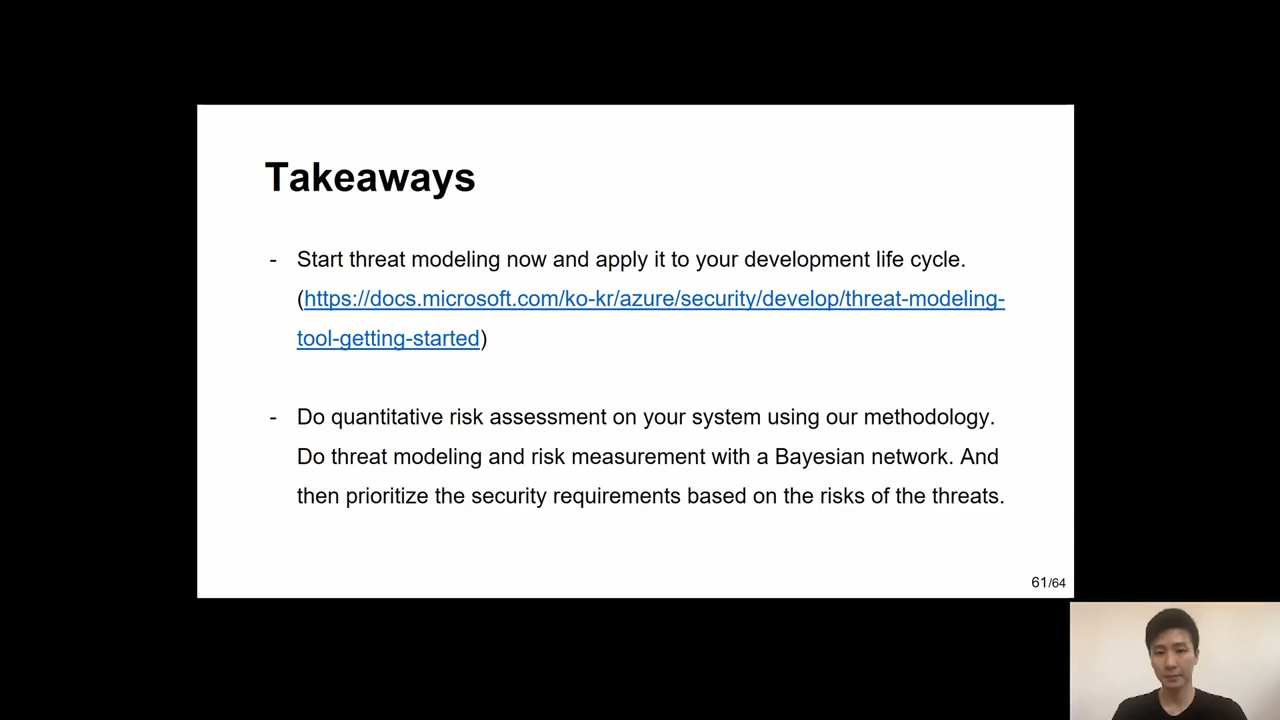 Takeaways
- Start threat modeling now and apply it to your development life cycle.
(https://docs.microsoft.com/ko-kr/azure/security/develop/threat-modeling-
tool-getting-started)
- Do quantitative risk assessment on your system using our methodology.
Do threat modeling and risk measurement with a Bayesian network. And
then prioritize the security requirements based on the risks of the threats.
61/64